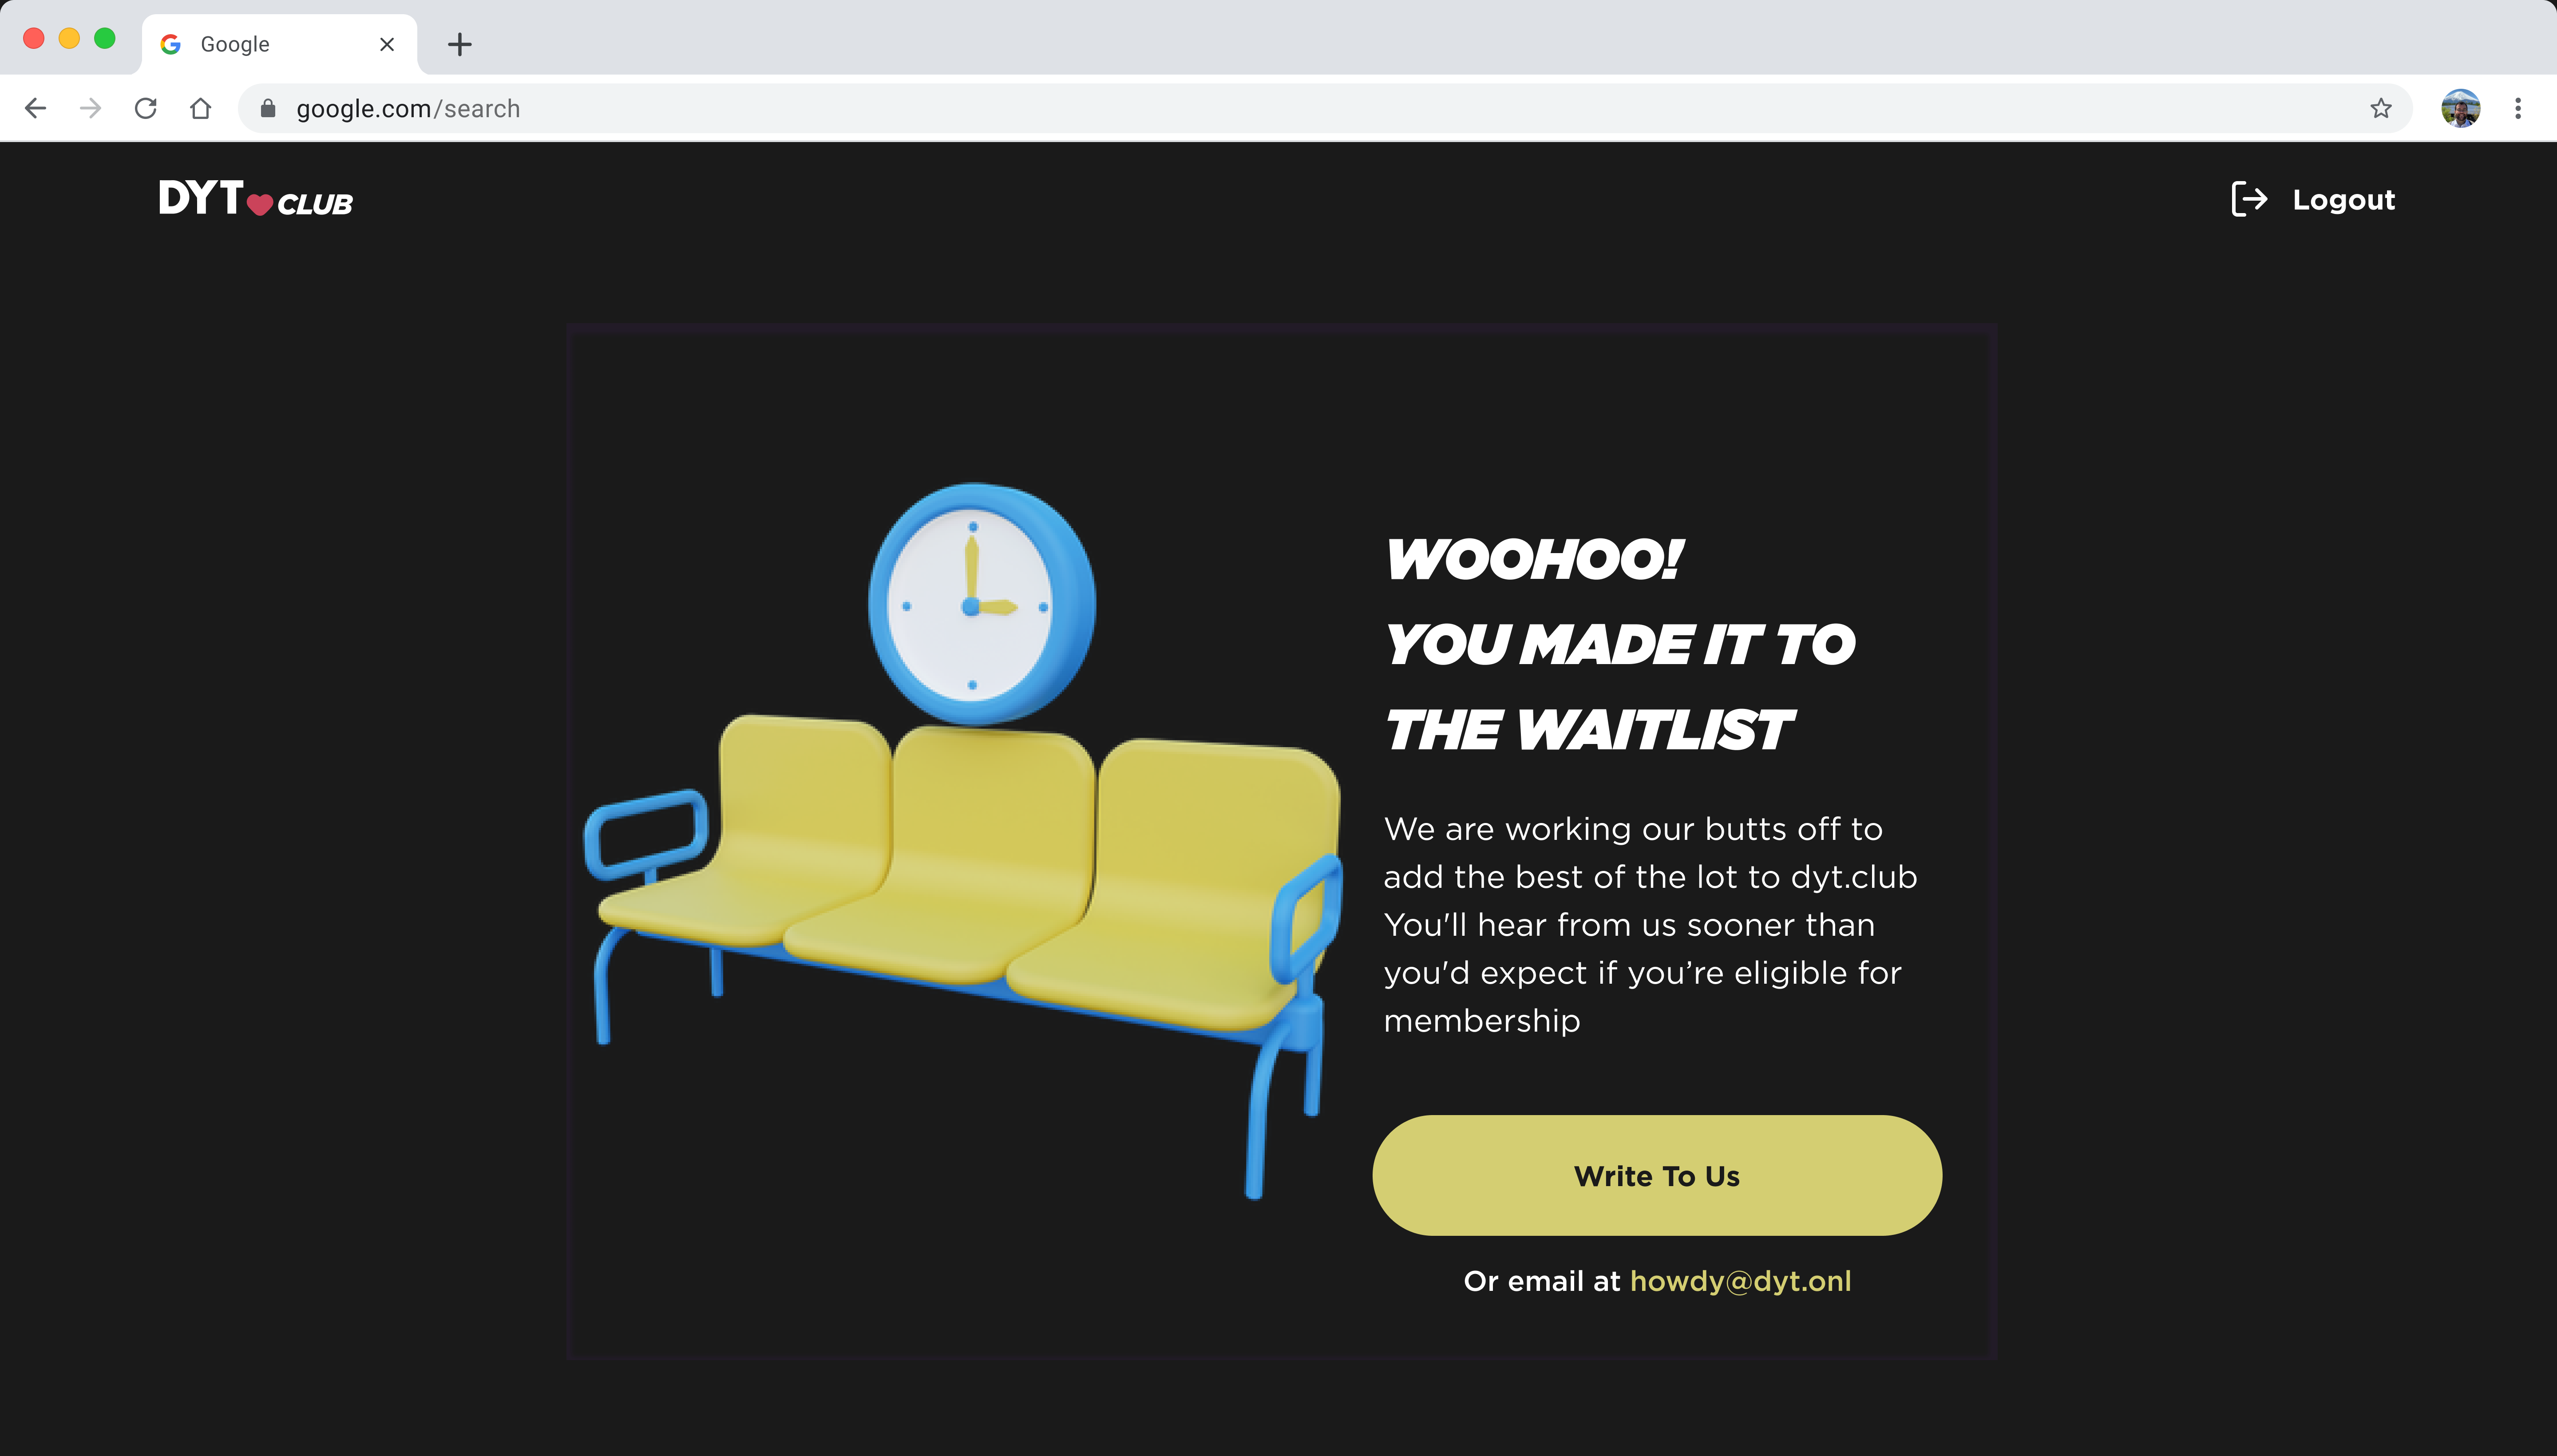 Google
google.com/search
DYT CLUB
Logout
WOOHOO!
YOU MADE IT TO
THE WAITLIST
We are working our butts off to
add the best of the lot to dyt.club
You'll hear from us sooner than
you'd expect if you’re eligible for
membership
Write To Us
Or email at howdy@dyt.onl